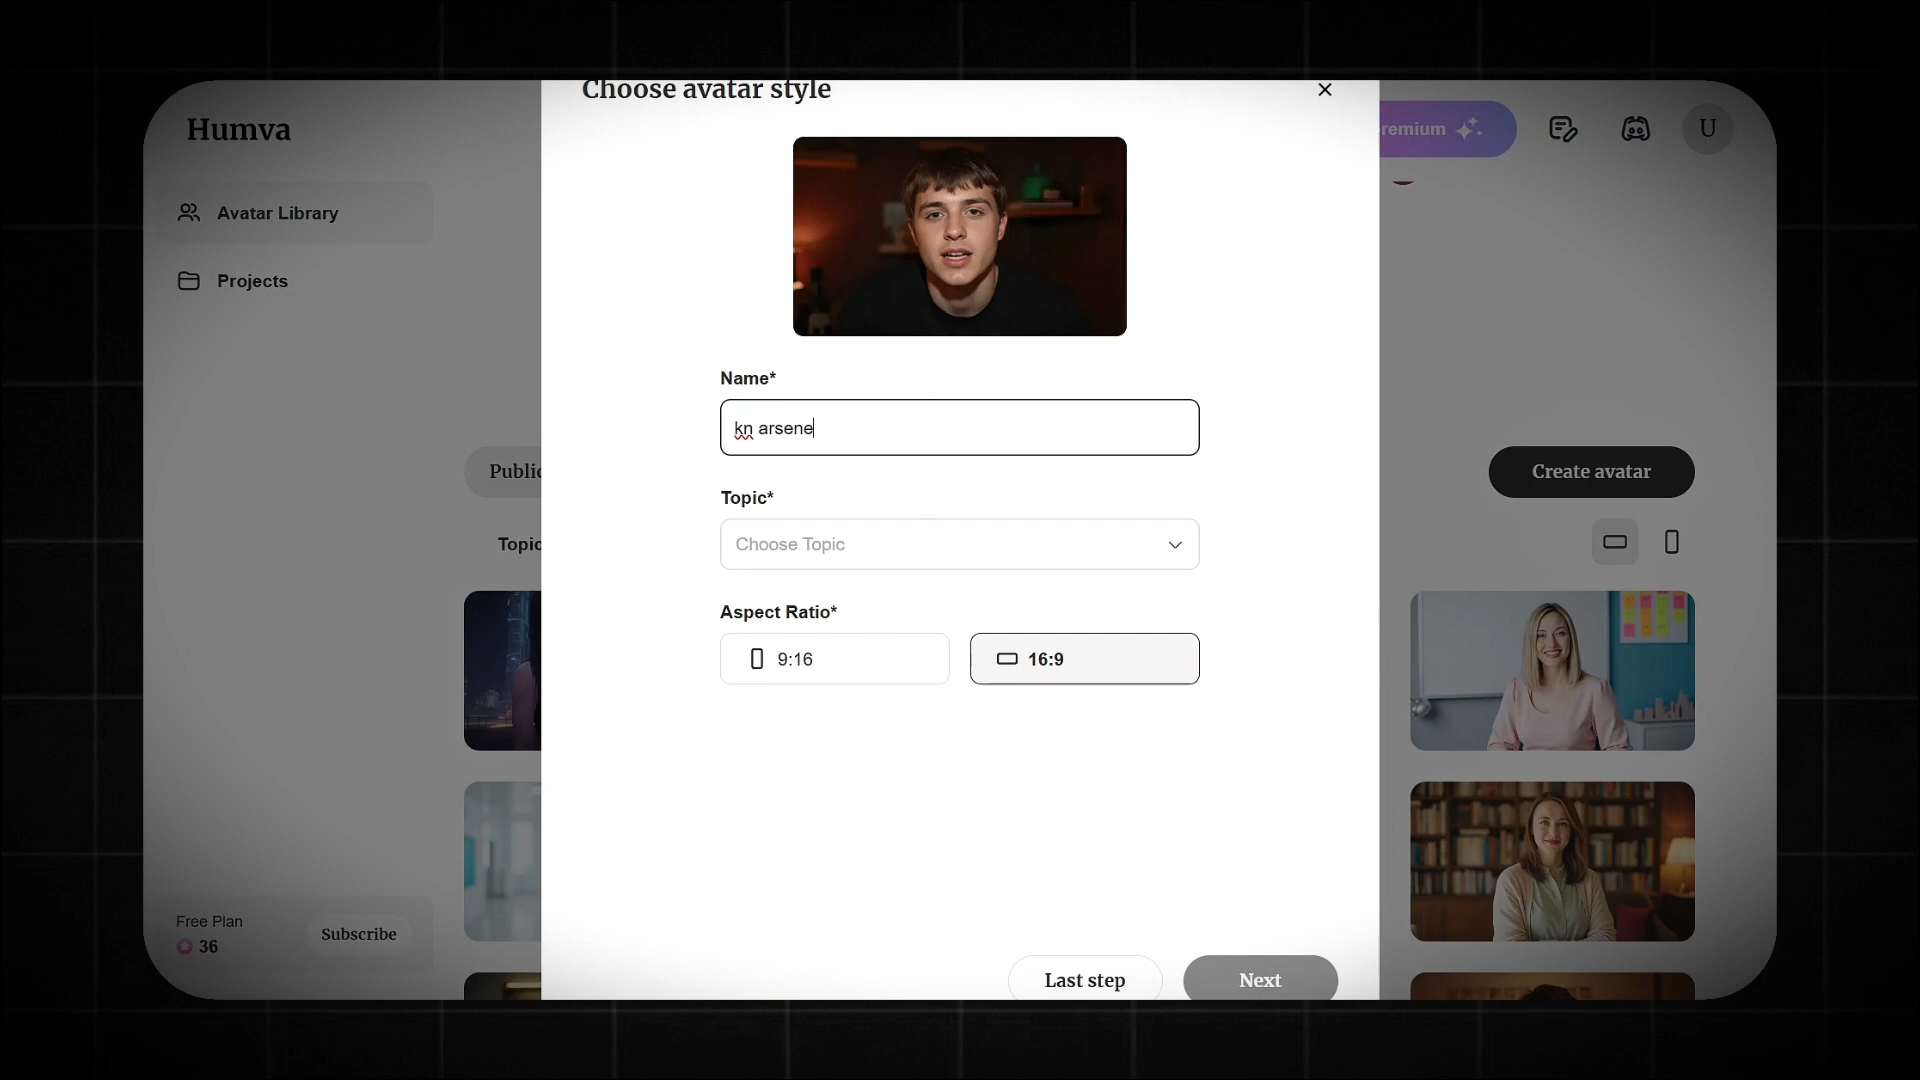 Choose avatar style
Humva
remium
U
Avatar Library
Projects
Name*
kn arsene
Public
Create avatar
Topic*
Topic
Choose Topic
Aspect Ratio*
9:16
16:9
Free Plan
36
Subscribe
Last step
Next